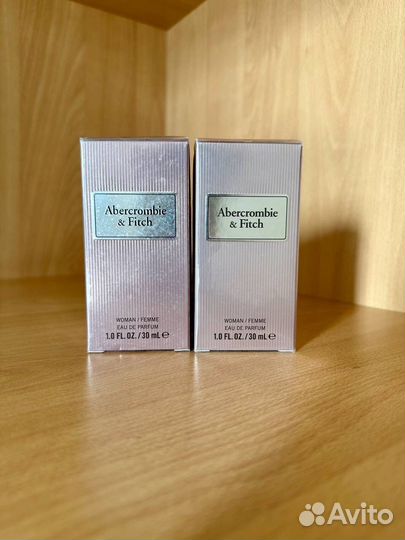 Abercrombie
& Fitch
WOMAN / FEMME
EAU DE PARFUM
1.0 FL. OZ. / 30 mL ℮
Abercrombie
& Fitch
WOMAN / FEMME
EAU DE PARFUM
1.0 FL. OZ. / 30 mL ℮
Avito